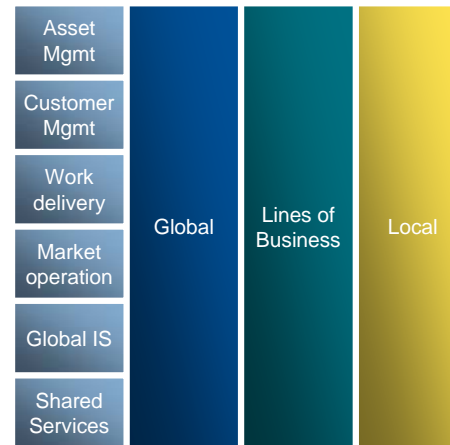 Asset
Mgmt
Customer
Mgmt
Work
delivery
Market
operation
Global IS
Shared
Services
Global
Lines of
Business
Local